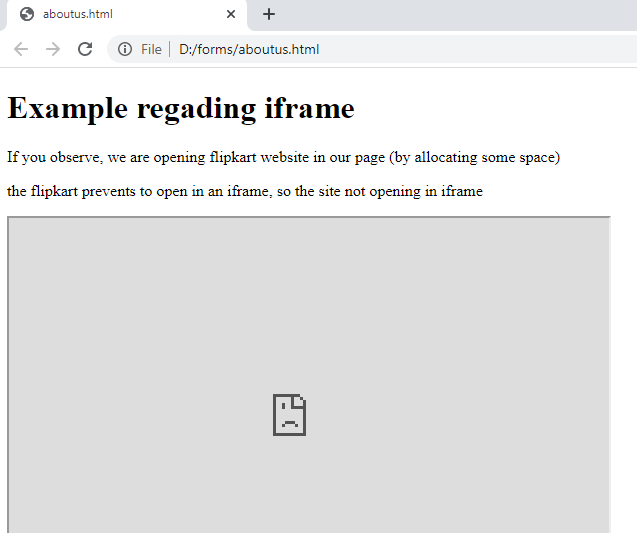 aboutus.html
File | D:/forms/aboutus.html
Example regading iframe
If you observe, we are opening flipkart website in our page (by allocating some space)
the flipkart prevents to open in an iframe, so the site not opening in iframe